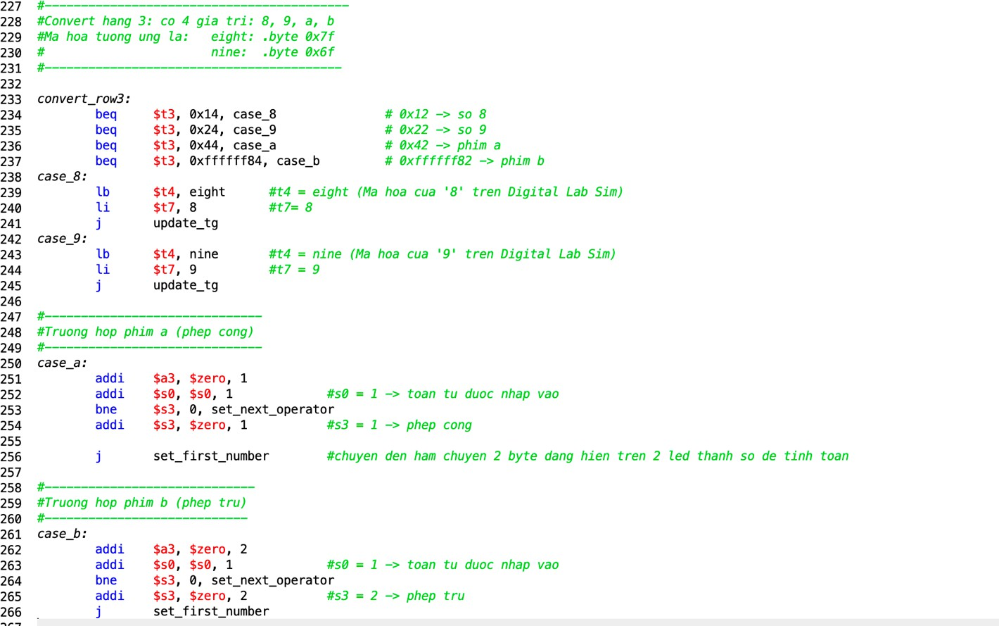 227 #------------------------------------------
228 #Convert hang 3: co 4 gia tri: 8, 9, a, b
229 #Ma hoa tuong ung la:   eight: .byte 0x7f
230 #                       nine:  .byte 0x6f
231 #-----------------------------------------
232
233 convert_row3:
234         beq     $t3, 0x14, case_8               # 0x12 -> so 8
235         beq     $t3, 0x24, case_9               # 0x22 -> so 9
236         beq     $t3, 0x44, case_a               # 0x42 -> phim a
237         beq     $t3, 0xffffff84, case_b         # 0xffffff82 -> phim b
238 case_8:
239         lb      $t4, eight      #t4 = eight (Ma hoa cua '8' tren Digital Lab Sim)
240         li      $t7, 8          #t7= 8
241         j       update_tg
242 case_9:
243         lb      $t4, nine       #t4 = nine (Ma hoa cua '9' tren Digital Lab Sim)
244         li      $t7, 9          #t7 = 9
245         j       update_tg
246
247 #------------------------------
248 #Truong hop phim a (phep cong)
249 #------------------------------
250 case_a:
251         addi    $a3, $zero, 1
252         addi    $s0, $s0, 1             #s0 = 1 -> toan tu duoc nhap vao
253         bne     $s3, 0, set_next_operator
254         addi    $s3, $zero, 1           #s3 = 1 -> phep cong
255
256         j       set_first_number        #chuyen den ham chuyen 2 byte dang hien tren 2 led thanh so de tinh toan
257
258 #-----------------------------
259 #Truong hop phim b (phep tru)
260 #----------------------------
261 case_b:
262         addi    $a3, $zero, 2
263         addi    $s0, $s0, 1             #s0 = 1 -> toan tu duoc nhap vao
264         bne     $s3, 0, set_next_operator
265         addi    $s3, $zero, 2           #s3 = 2 -> phep tru
266         j       set_first_number